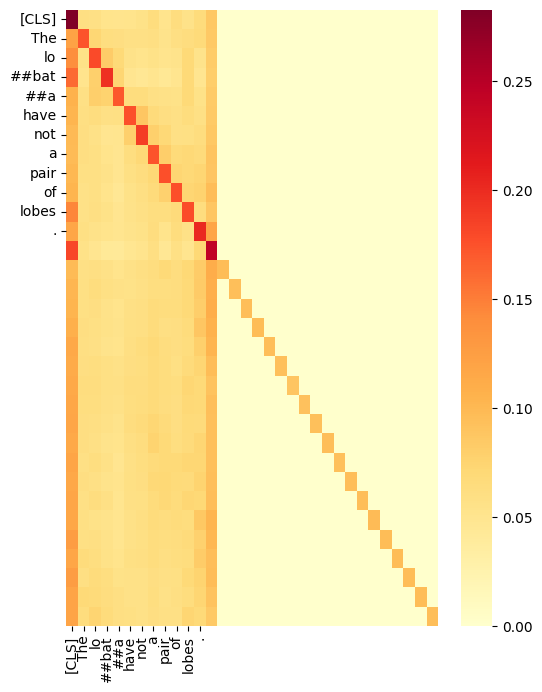 [CLS]
The
lo
##bat
##a
have
not
a
pair
of
lobes
.
0.25
0.20
0.15
0.10
0.05
0.00
[CLS]
The
lo
##bat
##a
have
not
a
pair
of
lobes
.